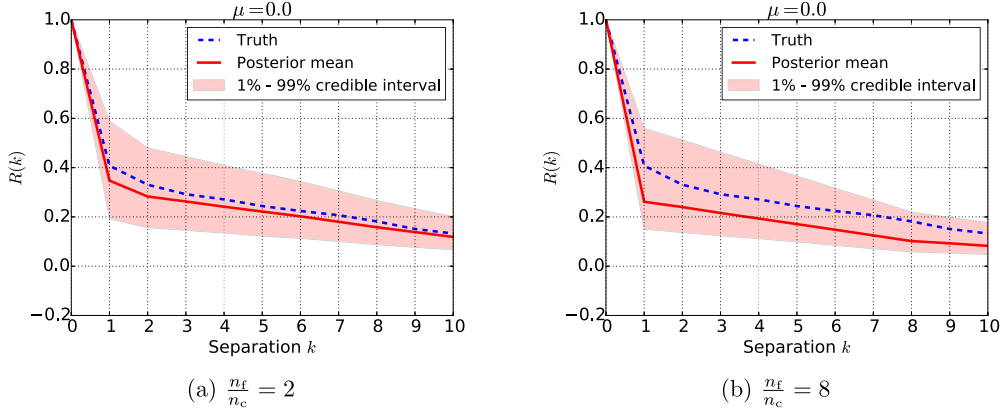 μ=0.0
1.0
0.8
0.6
0.4
0.2
0.0
−0.2
R(k)
Truth
Posterior mean
1% - 99% credible interval
0 1 2 3 4 5 6 7 8 9 10
Separation k
(a) n_f/n_c = 2
μ=0.0
1.0
0.8
0.6
0.4
0.2
0.0
−0.2
R(k)
Truth
Posterior mean
1% - 99% credible interval
0 1 2 3 4 5 6 7 8 9 10
Separation k
(b) n_f/n_c = 8